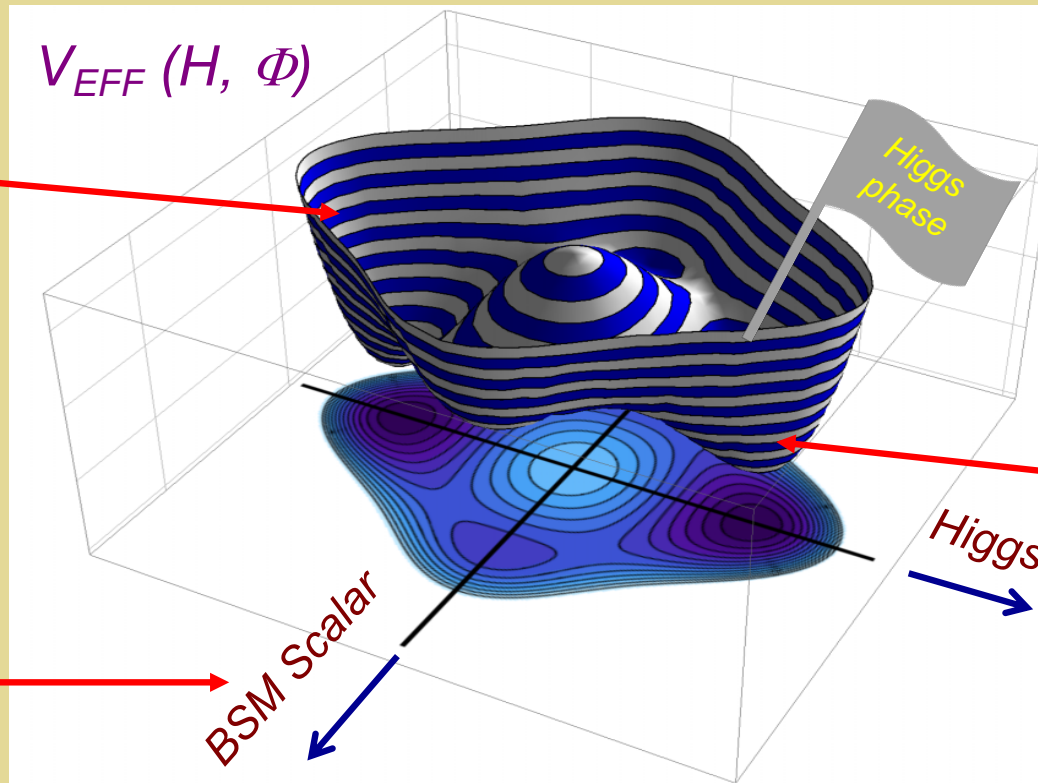 V_EFF (H, Φ)
Higgs
phase
Higgs
BSM Scalar